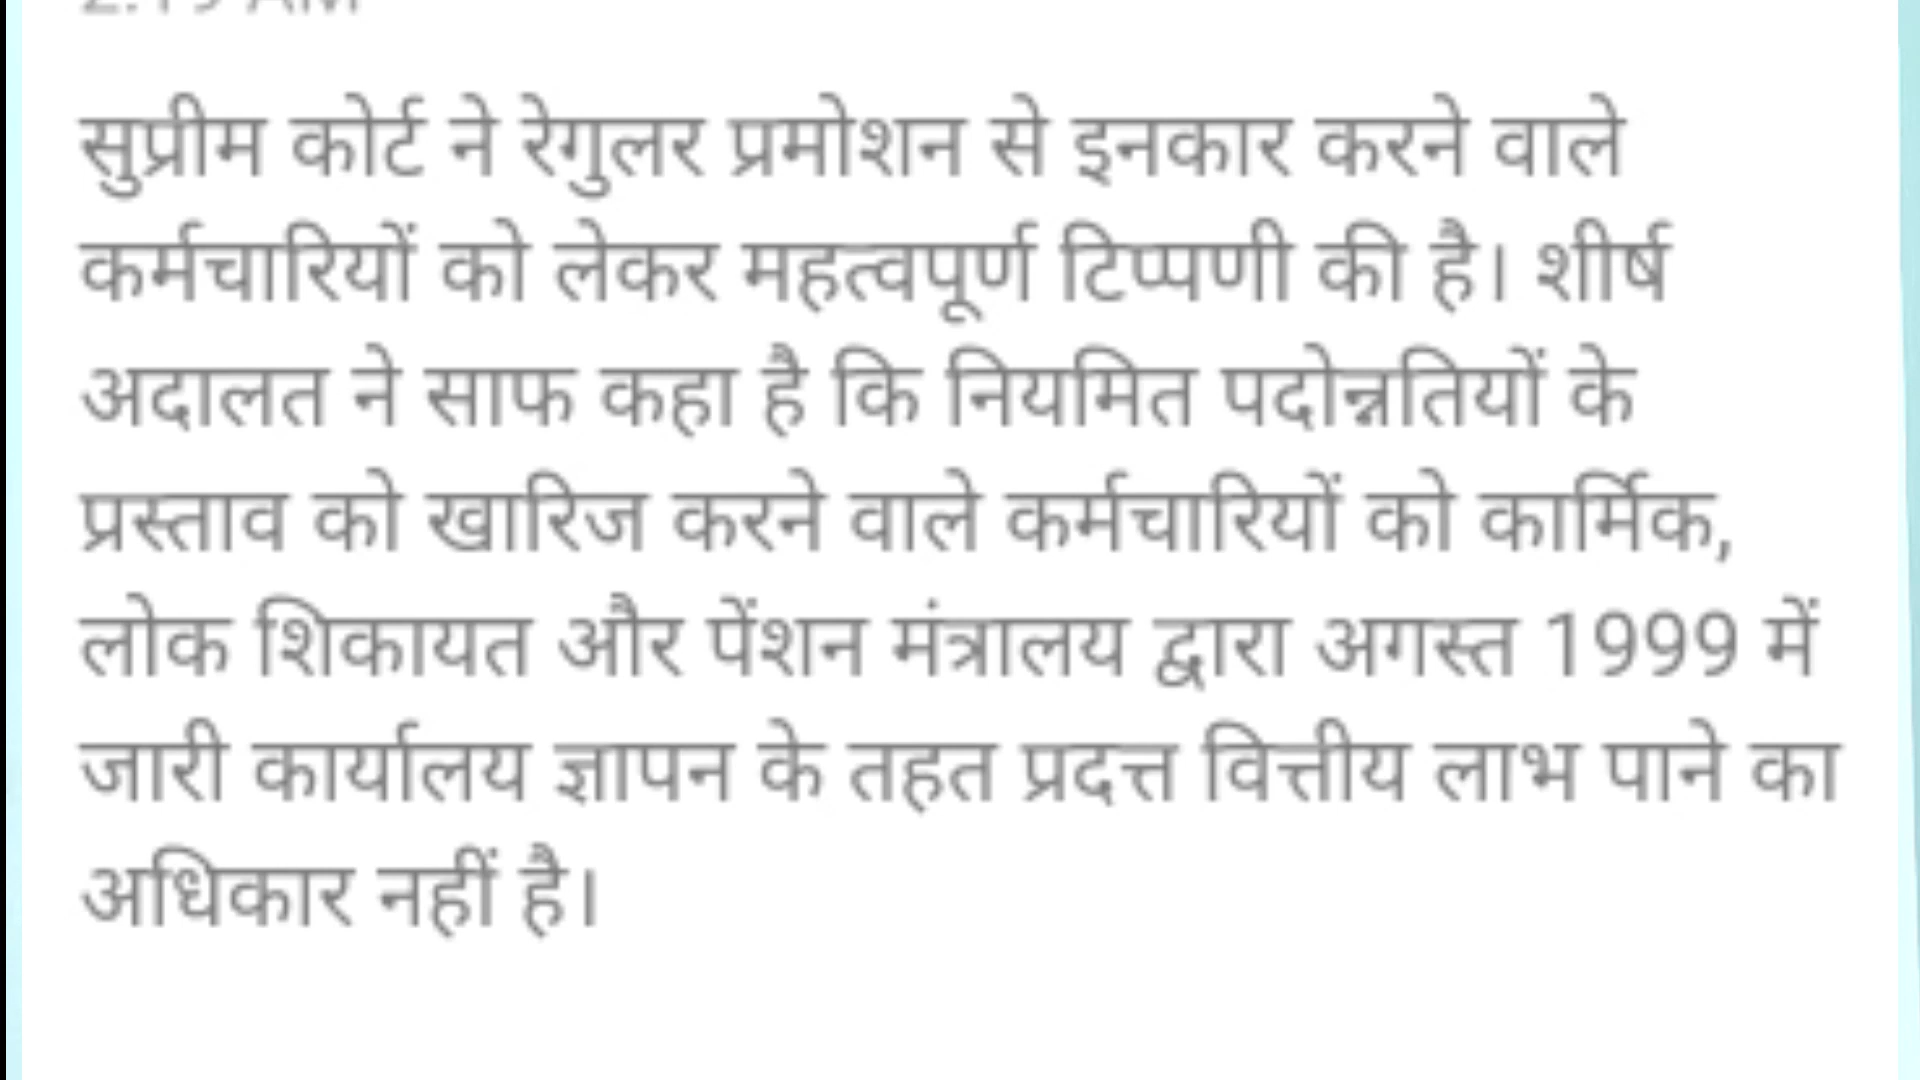 सुप्रीम कोर्ट ने रेगुलर प्रमोशन से इनकार करने वाले
कर्मचारियों को लेकर महत्वपूर्ण टिप्पणी की है। शीर्ष
अदालत ने साफ कहा है कि नियमित पदोन्नतियों के
प्रस्ताव को खारिज करने वाले कर्मचारियों को कार्मिक,
लोक शिकायत और पेंशन मंत्रालय द्वारा अगस्त 1999 में
जारी कार्यालय ज्ञापन के तहत प्रदत्त वित्तीय लाभ पाने का
अधिकार नहीं है।